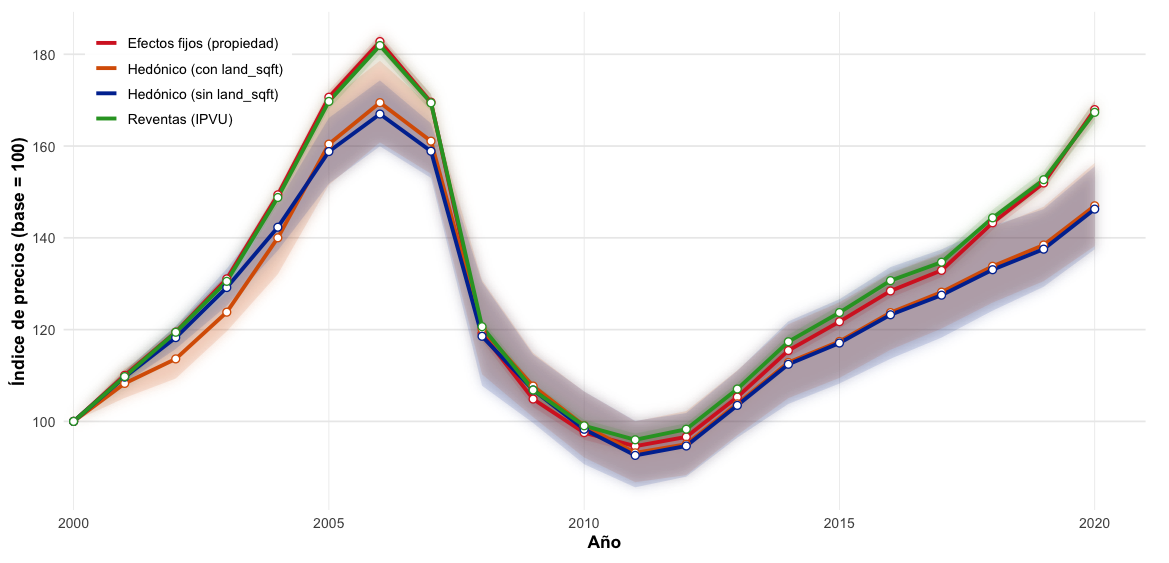 Efectos fijos (propiedad)
Hedónico (con land_sqft)
Hedónico (sin land_sqft)
Reventas (IPVU)
Índice de precios (base = 100)
180
160
140
120
100
2000
2005
2010
2015
2020
Año